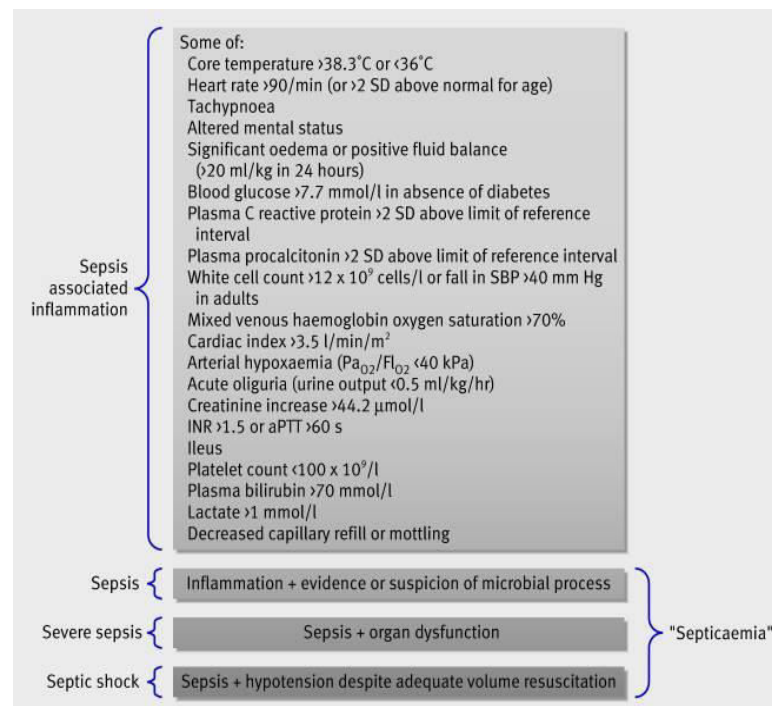 Some of:
Core temperature >38.3°C or <36°C
Heart rate >90/min (or >2 SD above normal for age)
Tachypnoea
Altered mental status
Significant oedema or positive fluid balance
(>20 ml/kg in 24 hours)
Blood glucose >7.7 mmol/l in absence of diabetes
Plasma C reactive protein >2 SD above limit of reference
interval
Plasma procalcitonin >2 SD above limit of reference interval
White cell count >12 x 10⁹ cells/l or fall in SBP >40 mm Hg
in adults
Mixed venous haemoglobin oxygen saturation >70%
Cardiac index >3.5 l/min/m²
Arterial hypoxaemia (PaO₂/FIO₂ <40 kPa)
Acute oliguria (urine output <0.5 ml/kg/hr)
Creatinine increase >44.2 µmol/l
INR >1.5 or aPTT >60 s
Ileus
Platelet count <100 x 10⁹/l
Plasma bilirubin >70 mmol/l
Lactate >1 mmol/l
Decreased capillary refill or mottling
Sepsis
associated
inflammation
Sepsis
Inflammation + evidence or suspicion of microbial process
Severe sepsis
Sepsis + organ dysfunction
"Septicaemia"
Septic shock
Sepsis + hypotension despite adequate volume resuscitation